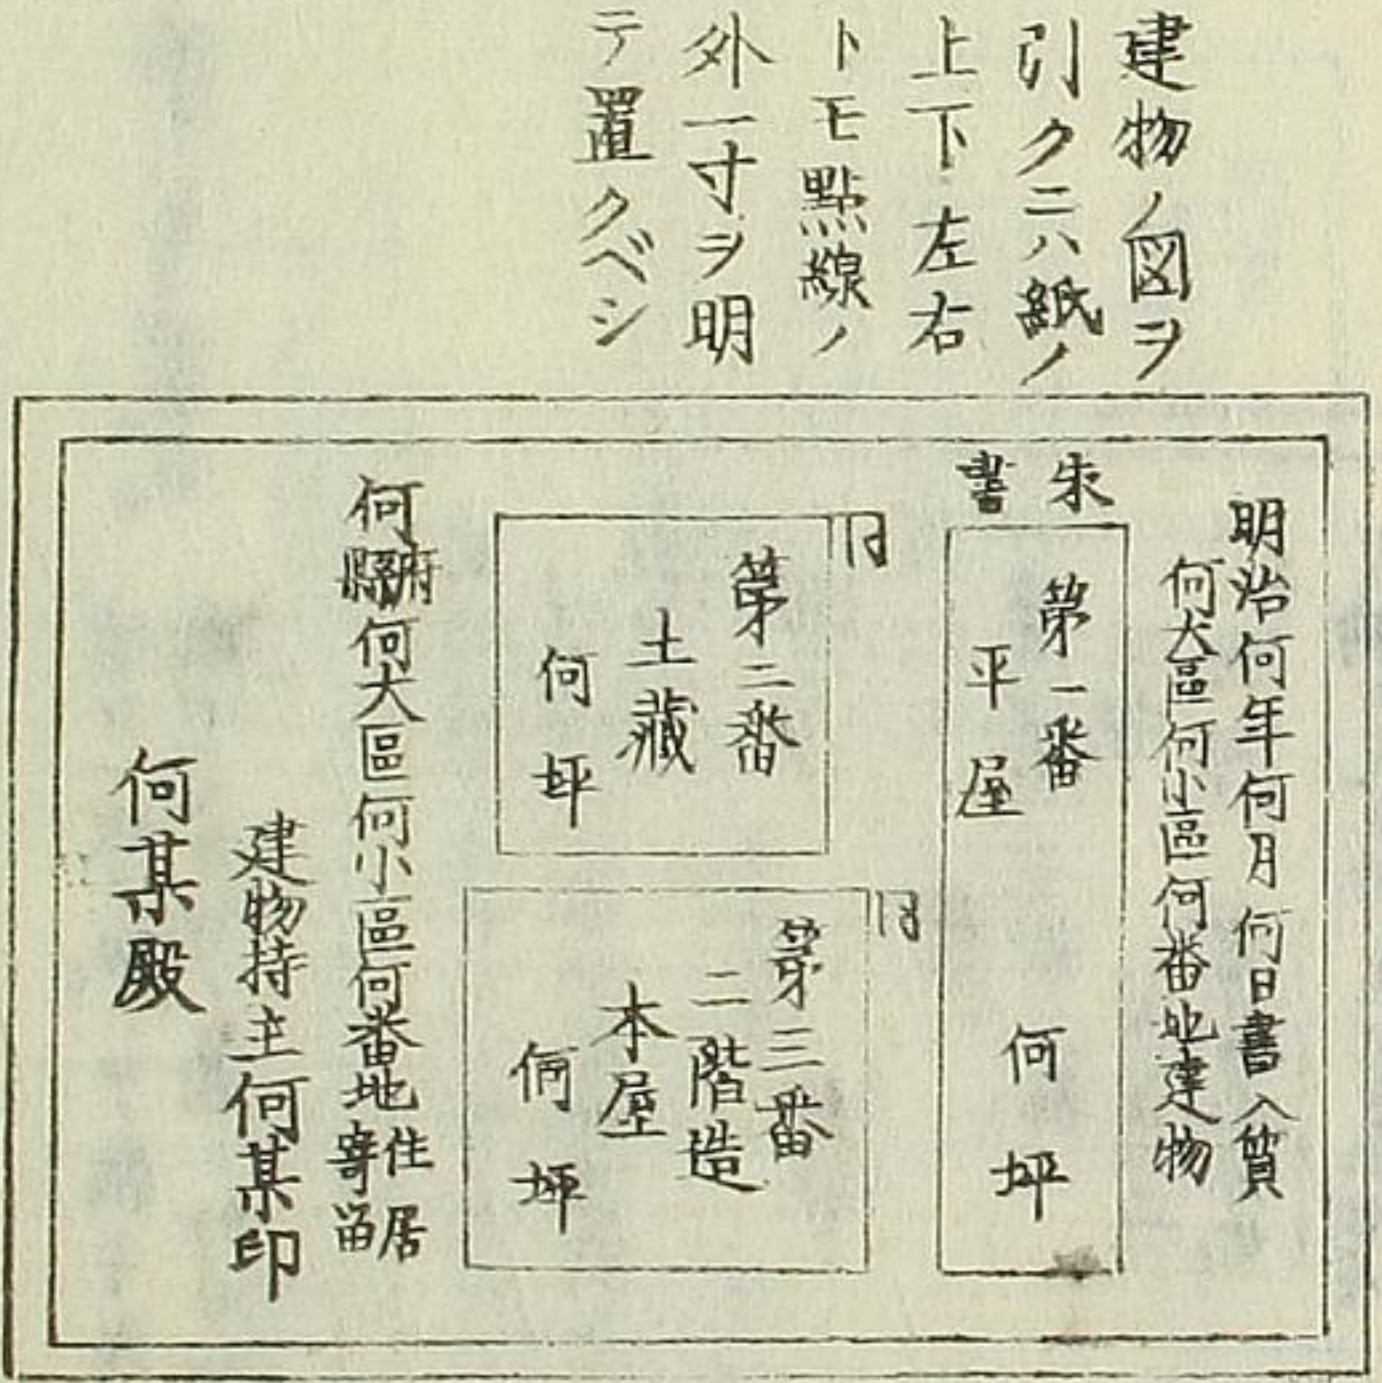 建物ノ図ヲ
引クニハ紙ノ
上下左右
トモ點線ノ
外一寸ヲ明
テ置クベシ
明治何年何月何日書入質
何大區何小區何番地建物
朱書
第一番
平屋
何坪
同
第二番
土藏
何坪
同
第三番
二階造
本屋
何坪
何府縣何大區何小區何番地住居寄留
建物持主何某印
何某殿